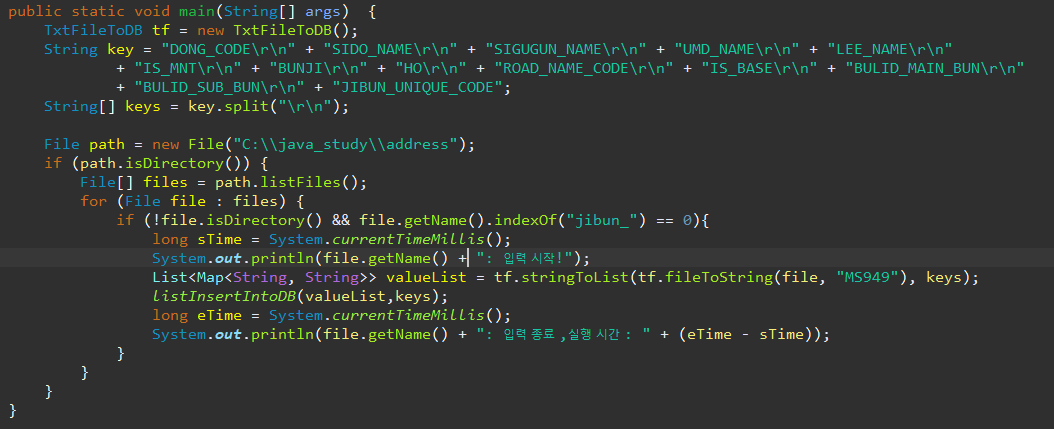 public static void main(String[] args)  {
    TxtFileToDB tf = new TxtFileToDB();
    String key = "DONG_CODE\r\n" + "SIDO_NAME\r\n" + "SIGUGUN_NAME\r\n" + "UMD_NAME\r\n" + "LEE_NAME\r\n"
            + "IS_MNT\r\n" + "BUNJI\r\n" + "HO\r\n" + "ROAD_NAME_CODE\r\n" + "IS_BASE\r\n" + "BULID_MAIN_BUN\r\n"
            + "BULID_SUB_BUN\r\n" + "JIBUN_UNIQUE_CODE";
    String[] keys = key.split("\r\n");

    File path = new File("C:\\java_study\\address");
    if (path.isDirectory()) {
        File[] files = path.listFiles();
        for (File file : files) {
            if (!file.isDirectory() && file.getName().indexOf("jibun_") == 0){
                long sTime = System.currentTimeMillis();
                System.out.println(file.getName() + ": 입력 시작!");
                List<Map<String, String>> valueList = tf.stringToList(tf.fileToString(file, "MS949"), keys);
                listInsertIntoDB(valueList,keys);
                long eTime = System.currentTimeMillis();
                System.out.println(file.getName() + ": 입력 종료 ,실행 시간 : " + (eTime - sTime));
            }
        }
    }
}